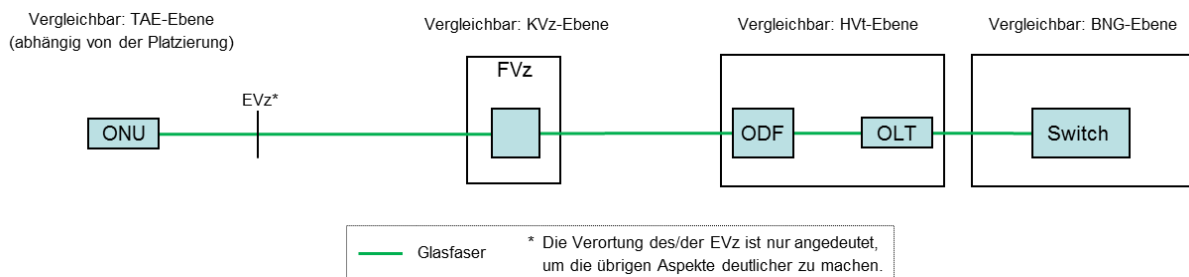 Vergleichbar: TAE-Ebene
(abhängig von der Platzierung)
Vergleichbar: KVz-Ebene
Vergleichbar: HVt-Ebene
Vergleichbar: BNG-Ebene
FVz
EVz*
ONU
ODF
OLT
Switch
Glasfaser
* Die Verortung des/der EVz ist nur angedeutet,
um die übrigen Aspekte deutlicher zu machen.